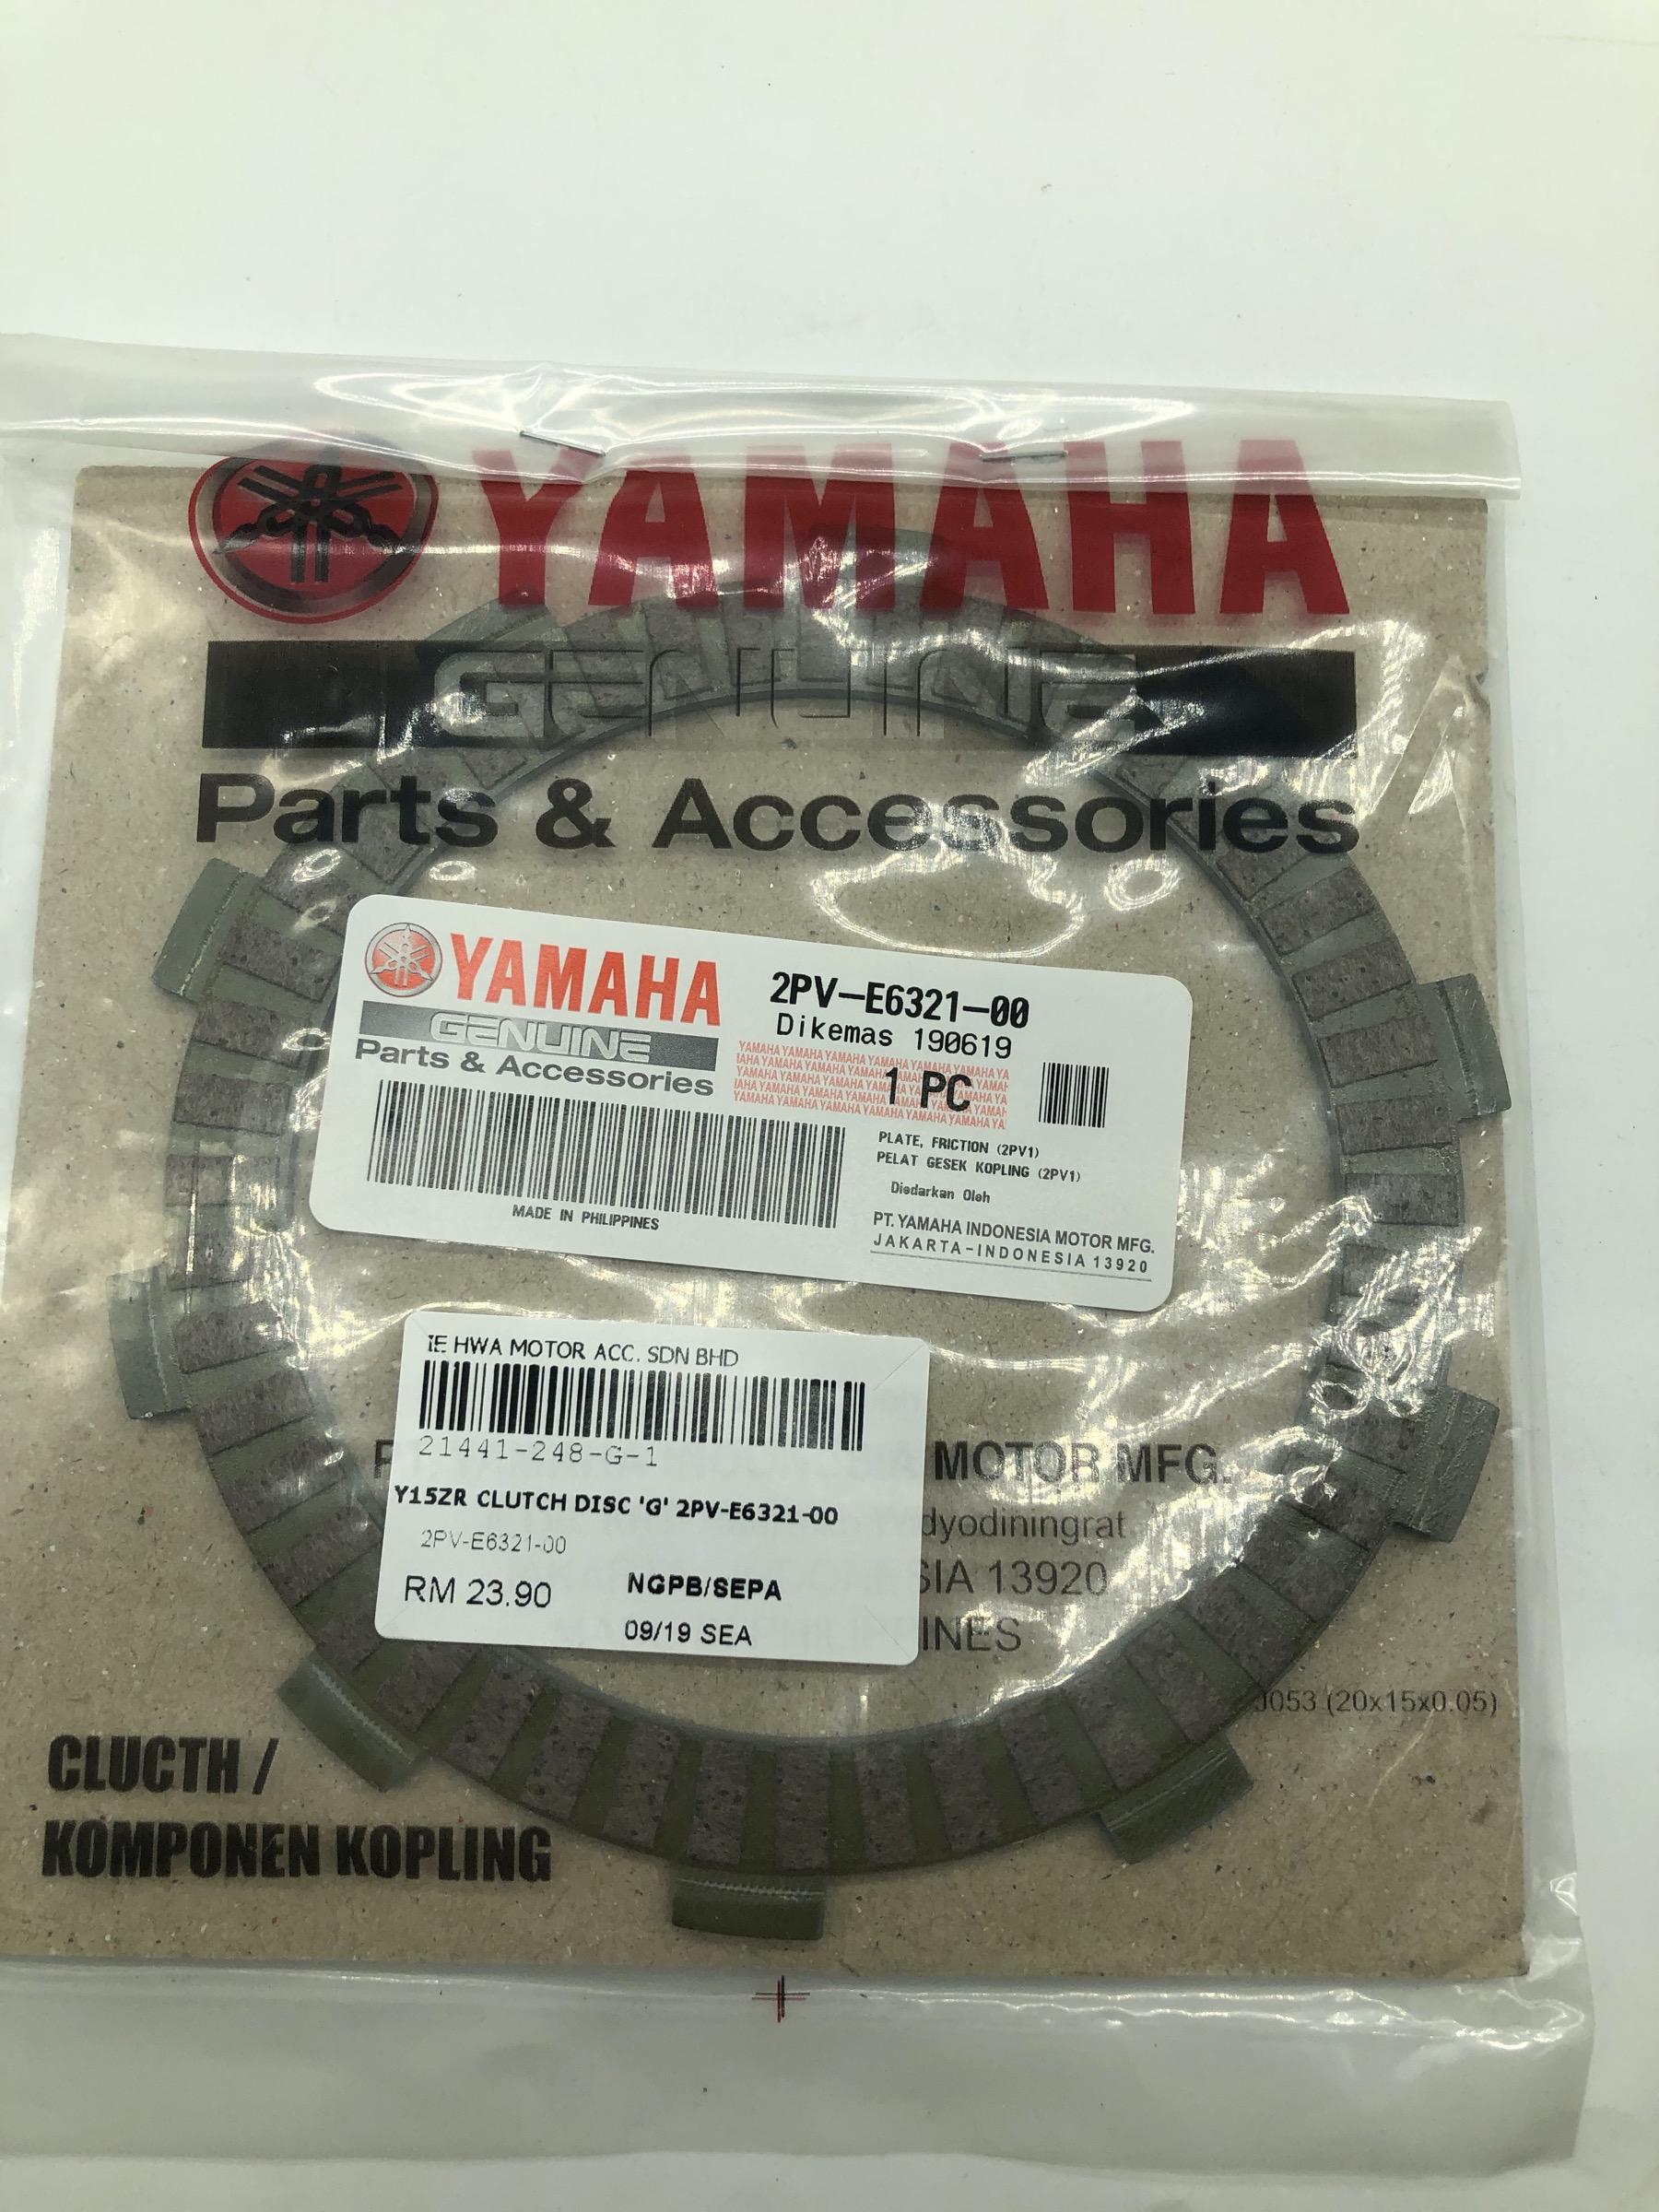 YAMAHA
GENUINE
Parts & Accessories
YAMAHA
GENUINE
Parts & Accessories
MADE IN PHILIPPINES
2PV-E6321-00
Dikemas 190619
1 PC
PLATE, FRICTION (2PV1)
PELAT GESEK KOPLING (2PV1)
Diedarkan Oleh
PT. YAMAHA INDONESIA MOTOR MFG.
JAKARTA-INDONESIA 13920
IE HWA MOTOR ACC. SDN BHD
21441-248-G-1
Y15ZR CLUTCH DISC 'G' 2PV-E6321-00
2PV-E6321-00
RM 23.90 NGPB/SEPA
09/19 SEA
MOTOR MFG.
dyodiningrat
SIA 13920
INES
J053 (20x15x0.05)
CLUCTH /
KOMPONEN KOPLING